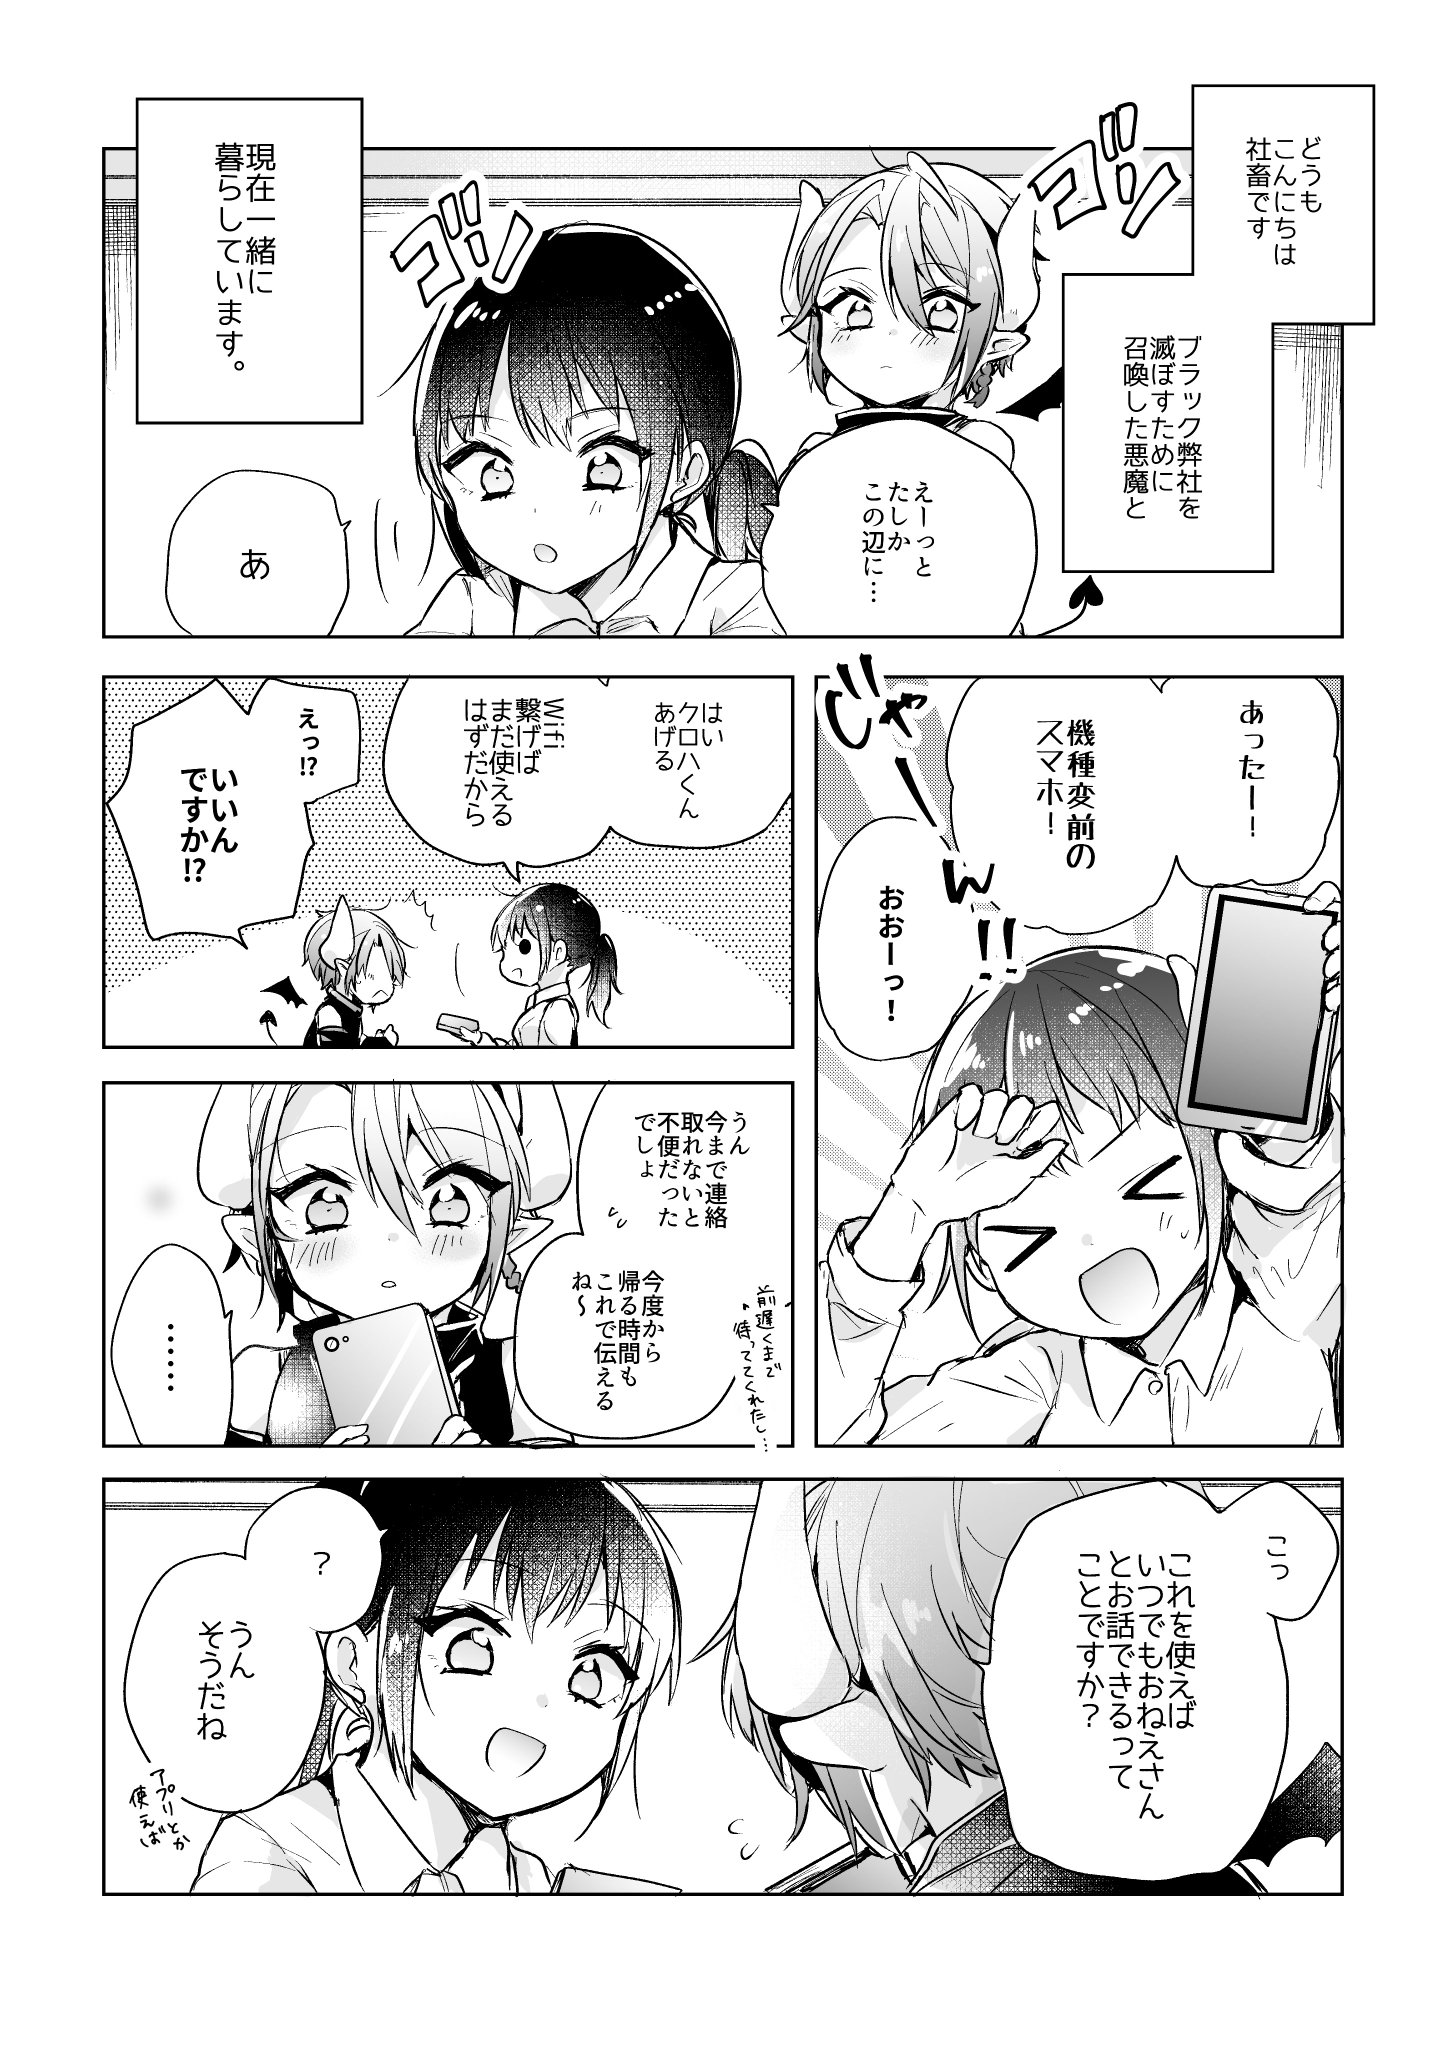 どうも
こんにちは
社畜です
ブラック弊社を
滅ぼすために
召喚した悪魔と
現在一緒に
暮らしています。
ゴソ
ゴソ
えーっと
たしか
この辺に…
あ
あったー！
機種変前の
スマホ！
じゃーん!!
おおーっ！
はい
クロハくん
あげる
Wifi
繋げば
まだ使える
はずだから
えっ!?
いいん
ですか!?
うん
今まで連絡
取れないと
不便だった
でしょ
今度から
帰る時間も
これで伝える
ね～
前遅くまで
待っててくれたし…
……
こっ
これを使えば
いつでもおねえさん
とお話できるって
ことですか？
？
うん
そうだね
アプリとか
使えば